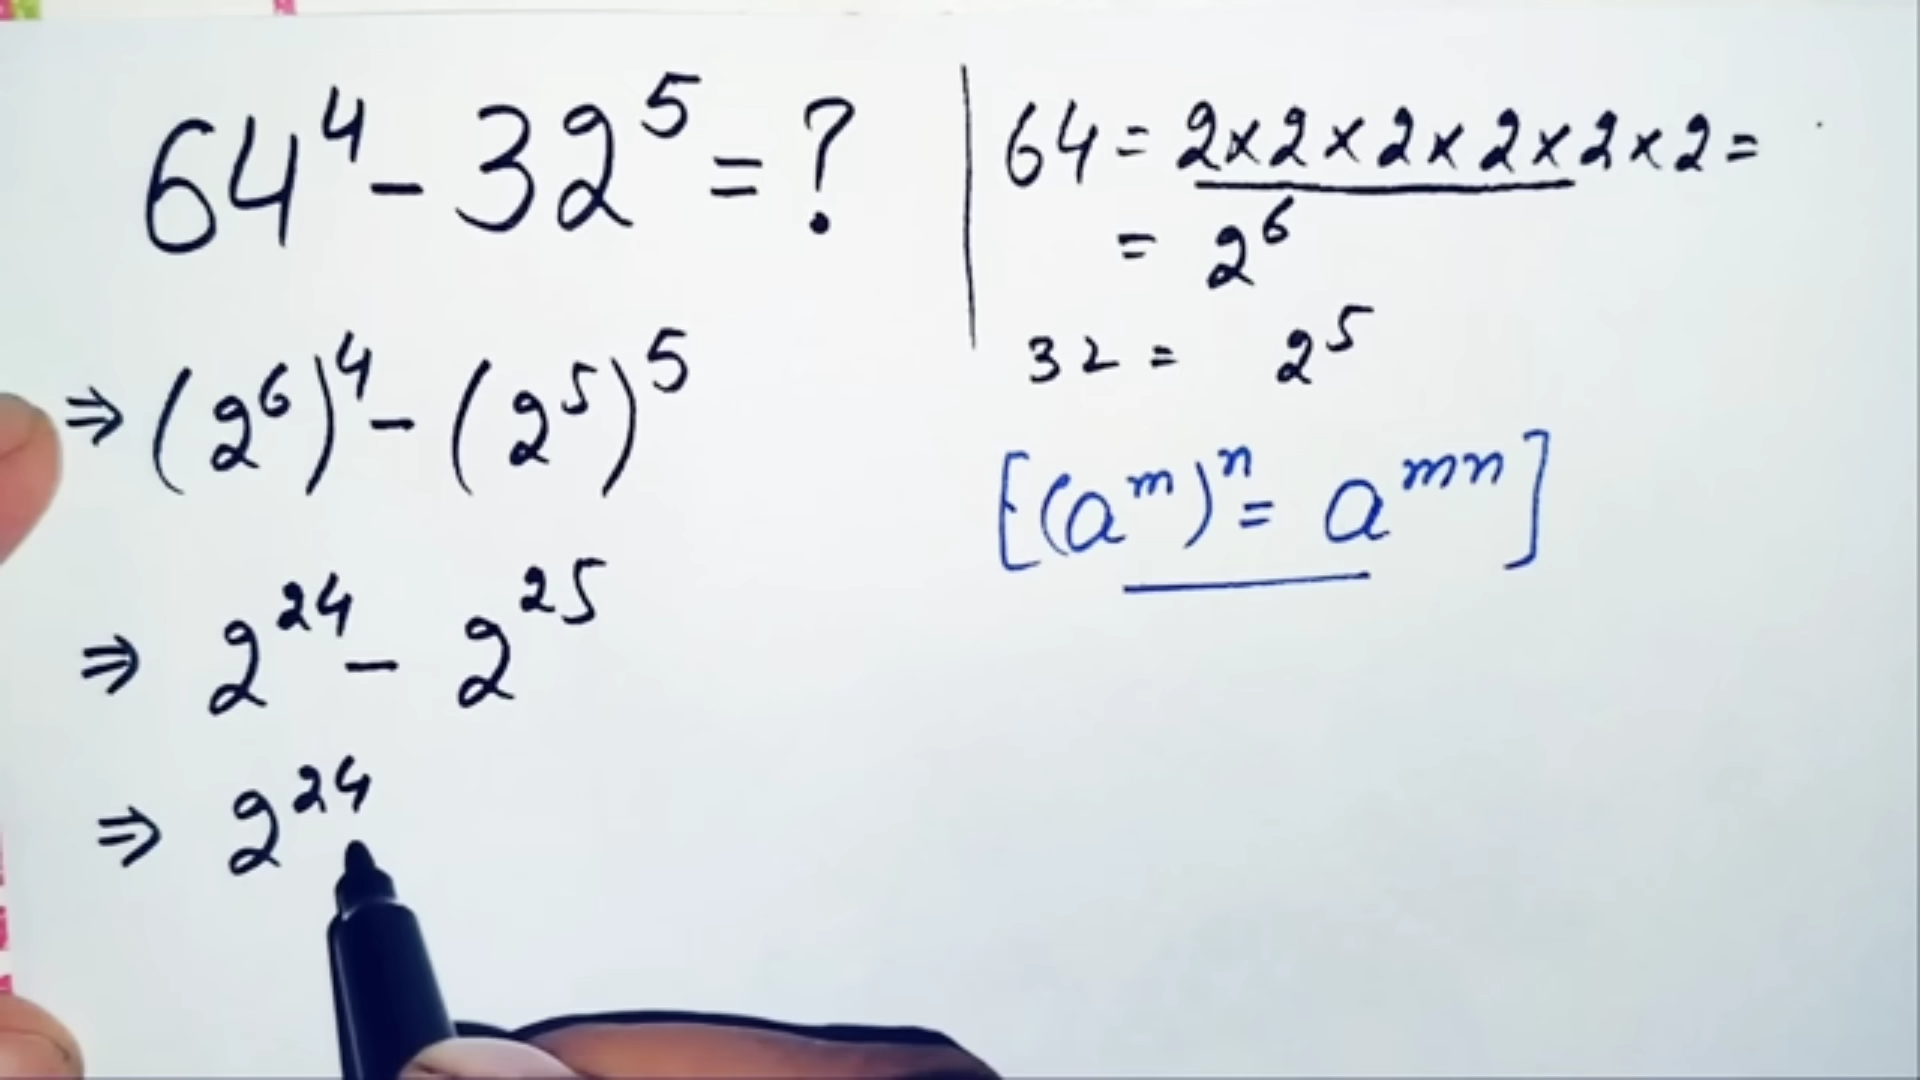 64⁴ - 32⁵ = ?
⇒ (2⁶)⁴ - (2⁵)⁵
⇒ 2²⁴ - 2²⁵
⇒ 2²⁴
64 = 2×2×2×2×2×2 =
= 2⁶
32 = 2⁵
[(aᵐ)ⁿ = aᵐⁿ]